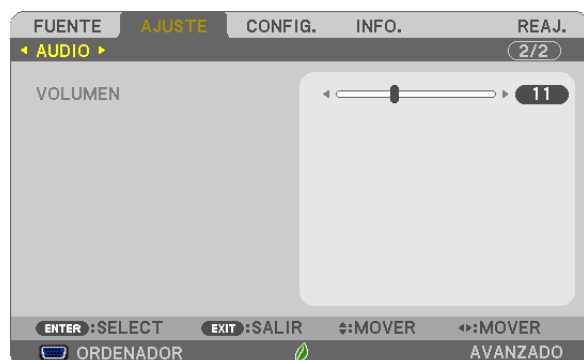 FUENTE AJUSTE CONFIG. INFO. REAJ.
AUDIO 2/2
VOLUMEN 11
ENTER :SELECT EXIT :SALIR :MOVER :MOVER
ORDENADOR AVANZADO